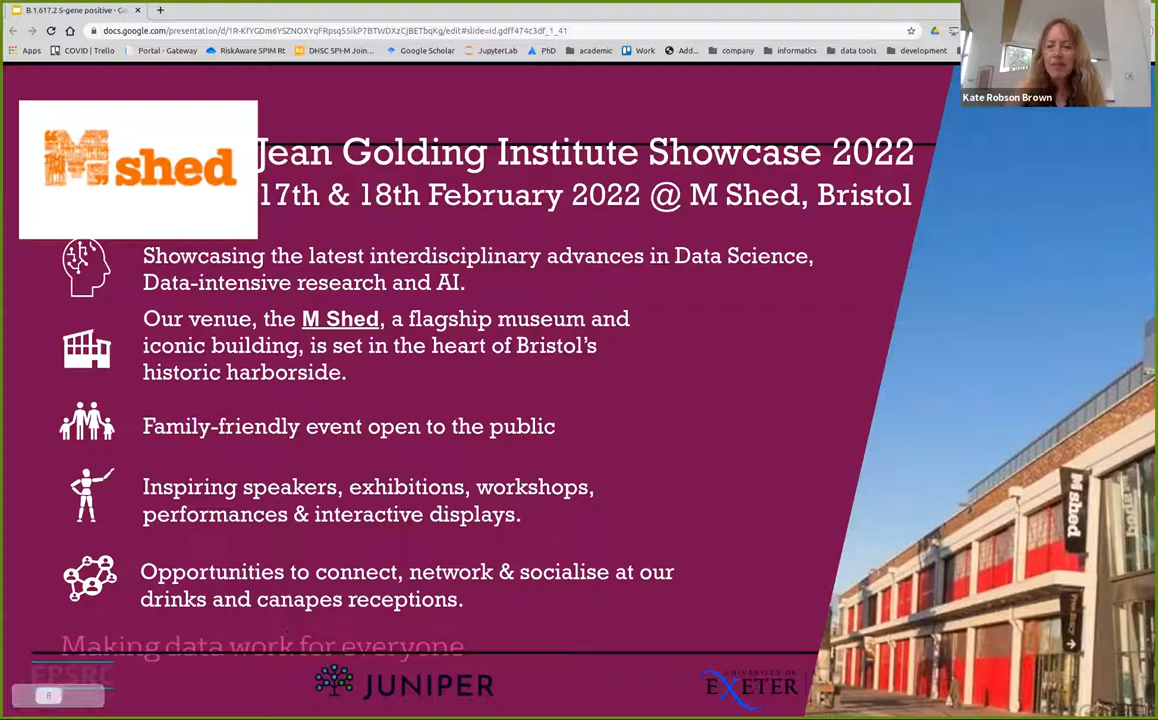 B.1.617.2 S-gene positive - Go
docs.google.com/presentation/d/1R-KfYGDm6YSZNOXYqFRpsS5ikP7BTWDXzCjBETbqKg/edit#slide=id.gdff474c3df_1_41
Apps COVID | Trello Portal - Gateway RiskAware SPIM Rt DHSC SPI-M Join... Google Scholar JupyterLab PhD academic Work Add... company informatics data tools development
Kate Robson Brown
M shed
Jean Golding Institute Showcase 2022
17th & 18th February 2022 @ M Shed, Bristol
Showcasing the latest interdisciplinary advances in Data Science,
Data-intensive research and AI.
Our venue, the M Shed, a flagship museum and
iconic building, is set in the heart of Bristol's
historic harborside.
Family-friendly event open to the public
Inspiring speakers, exhibitions, workshops,
performances & interactive displays.
Opportunities to connect, network & socialise at our
drinks and canapes receptions.
Making data work for everyone
EPSRC
8
JUNIPER
UNIVERSITY OF
EXETER
M shed
M shed